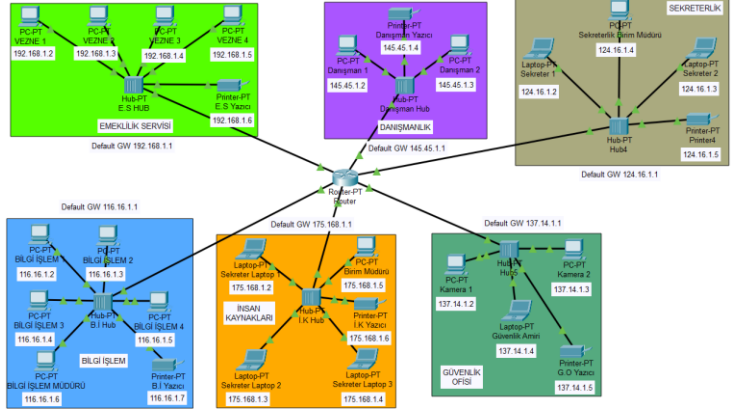 PC-PT
VEZNE 1
192.168.1.2
PC-PT
VEZNE 2
192.168.1.3
PC-PT
VEZNE 3
192.168.1.4
PC-PT
VEZNE 4
192.168.1.5
Hub-PT
E.S HUB
Printer-PT
E.S Yazıcı
192.168.1.6
EMEKLİLİK SERVİSİ
Default GW 192.168.1.1
Printer-PT
Danışman Yazıcı
145.45.1.4
PC-PT
Danışman 1
145.45.1.2
PC-PT
Danışman 2
145.45.1.3
Hub-PT
Danışman Hub
DANIŞMANLIK
Default GW 145.45.1.1
SEKRETERLİK
PC-PT
Sekreterlik Birim Müdürü
124.16.1.4
Laptop-PT
Sekreter 1
124.16.1.2
Laptop-PT
Sekreter 2
124.16.1.3
Hub-PT
Hub4
Printer-PT
Printer4
124.16.1.5
Default GW 124.16.1.1
Router-PT
Router
Default GW 116.16.1.1
PC-PT
BİLGİ İŞLEM
116.16.1.2
PC-PT
BİLGİ İŞLEM 2
116.16.1.3
PC-PT
BİLGİ İŞLEM 3
116.16.1.4
Hub-PT
B.İ Hub
PC-PT
BİLGİ İŞLEM 4
116.16.1.5
BİLGİ İŞLEM
PC-PT
BİLGİ İŞLEM MÜDÜRÜ
116.16.1.6
Printer-PT
B.İ Yazıcı
116.16.1.7
Default GW 175.168.1.1
Laptop-PT
Sekreter Laptop 1
175.168.1.2
PC-PT
Birim Müdürü
175.168.1.5
İNSAN
KAYNAKLARI
Hub-PT
İ.K Hub
Printer-PT
İ.K Yazıcı
175.168.1.6
Laptop-PT
Sekreter Laptop 2
175.168.1.3
Laptop-PT
Sekreter Laptop 3
175.168.1.4
Default GW 137.14.1.1
Hub-PT
Hub5
PC-PT
Kamera 1
137.14.1.2
PC-PT
Kamera 2
137.14.1.3
Laptop-PT
Güvenlik Amiri
137.14.1.4
Printer-PT
G.O Yazıcı
137.14.1.5
GÜVENLİK
OFİSİ